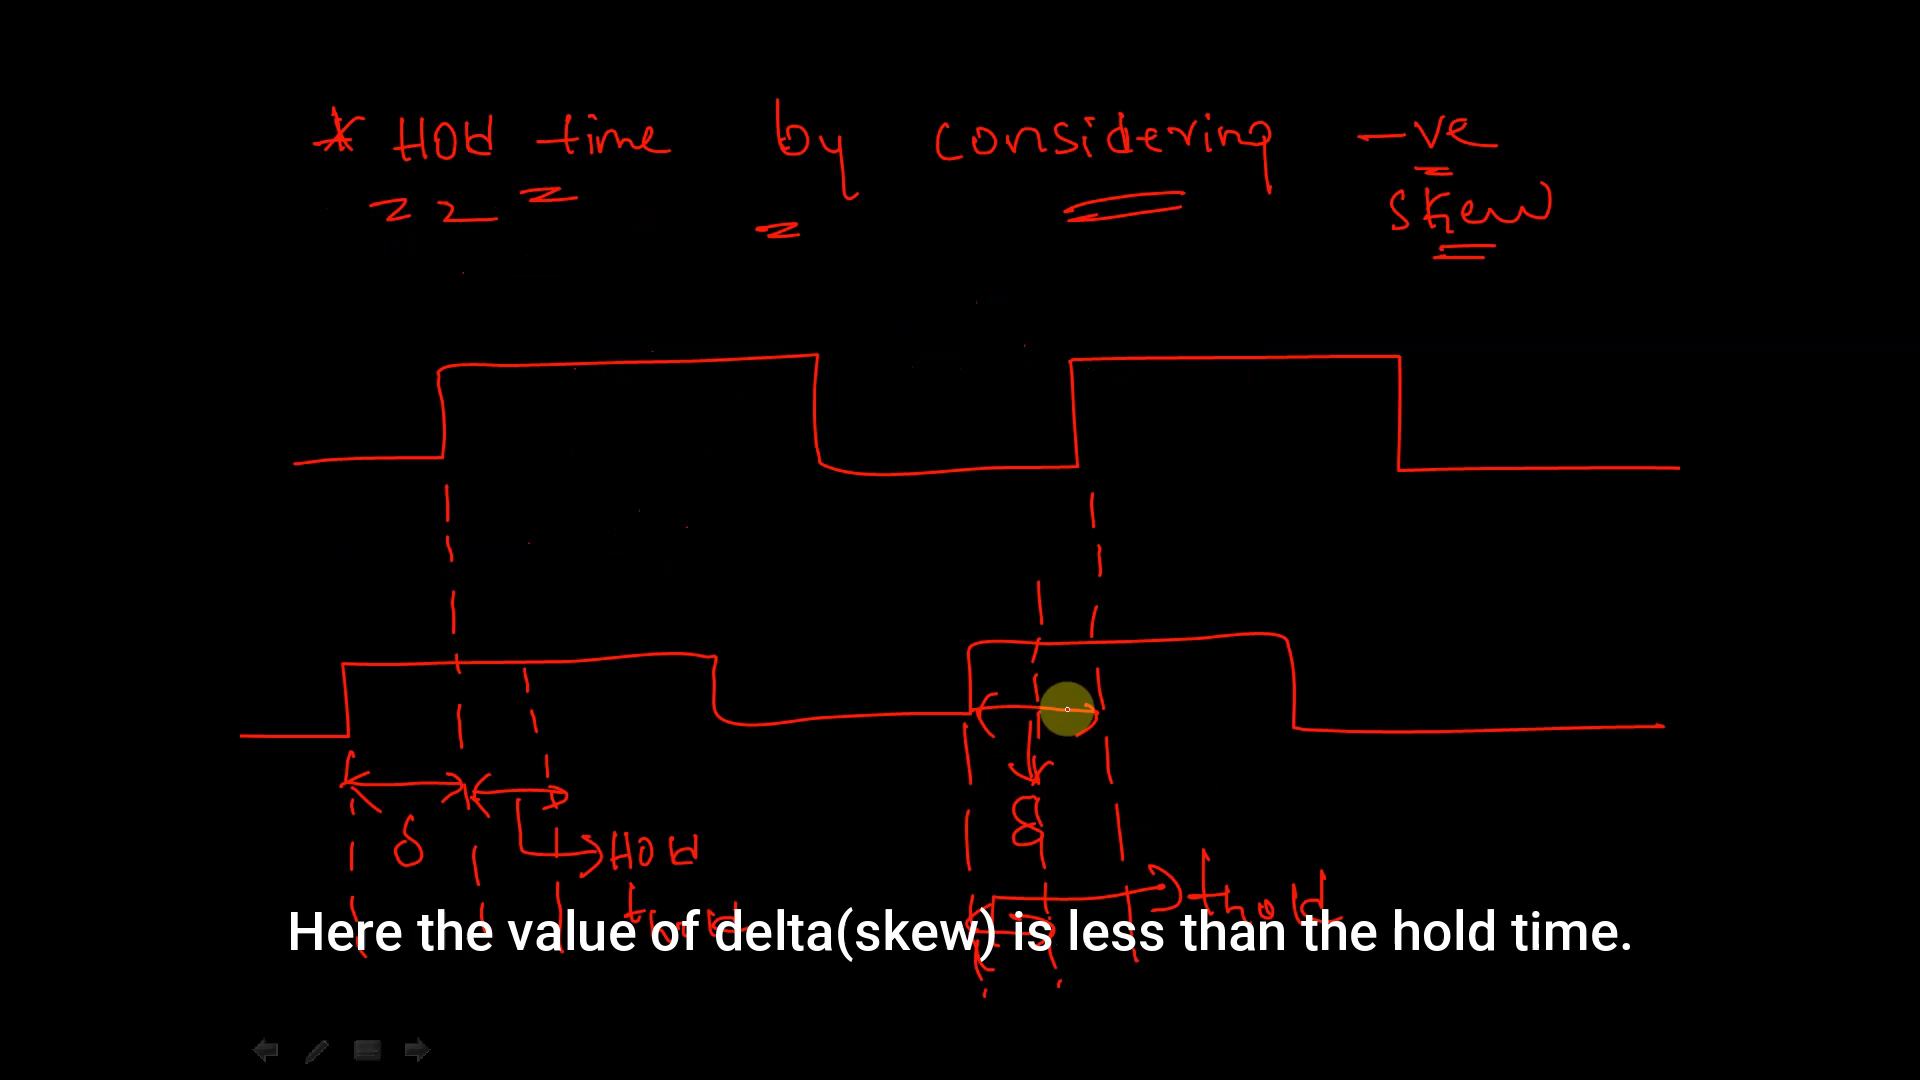 * Hold time by considering -ve
skew
δ
Hold
thold
δ
thold
Here the value of delta(skew) is less than the hold time.